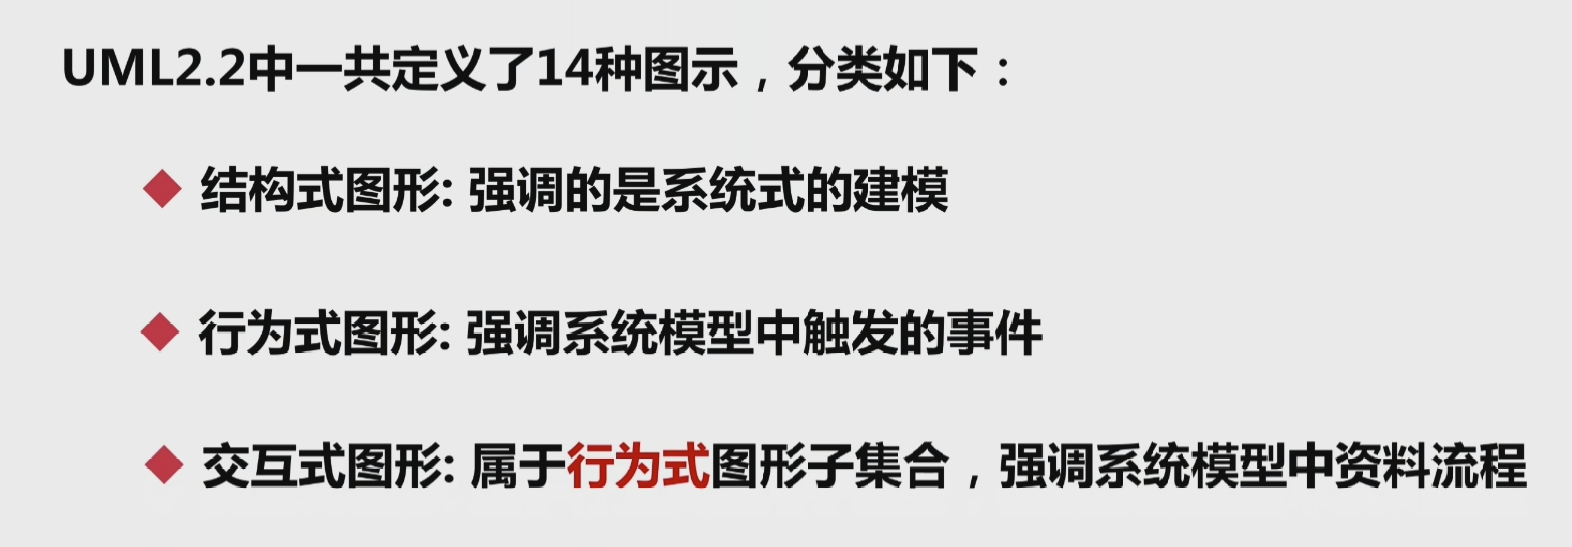 UML2.2中一共定义了14种图示，分类如下：
结构式图形: 强调的是系统式的建模
行为式图形: 强调系统模型中触发的事件
交互式图形: 属于行为式图形子集合，强调系统模型中资料流程